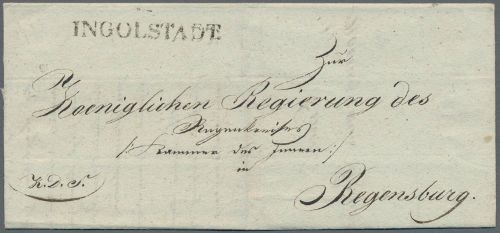 INGOLSTADT
Zur
Koeniglichen Regierung des
Regenkreises
/: Kammer des Innern :/
in
Regensburg.
K. D. S.